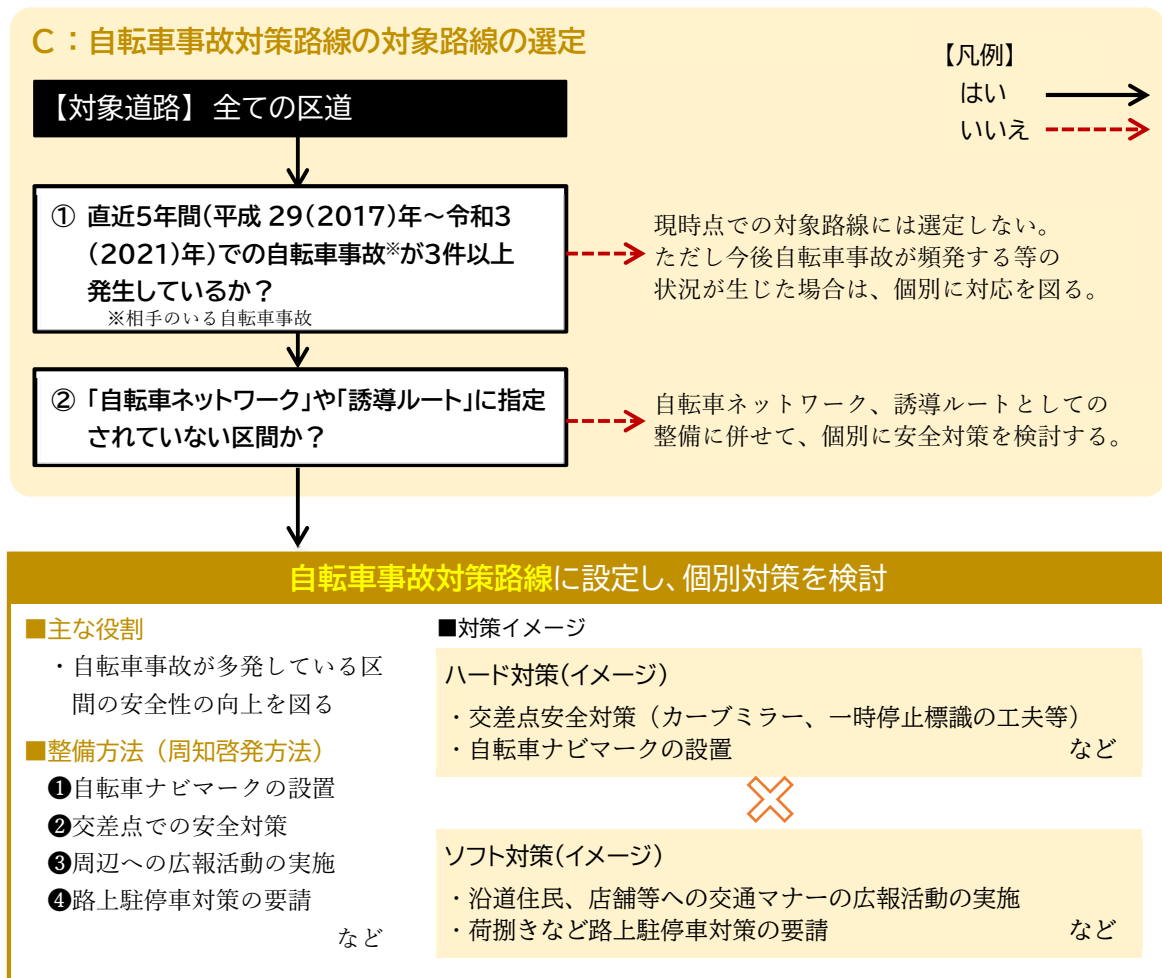 C：自転車事故対策路線の対象路線の選定
【凡例】
はい
いいえ
【対象道路】全ての区道
① 直近5年間(平成 29(2017)年～令和3
(2021)年)での自転車事故※が3件以上
発生しているか？
※相手のいる自転車事故
現時点での対象路線には選定しない。
ただし今後自転車事故が頻発する等の
状況が生じた場合は、個別に対応を図る。
② 「自転車ネットワーク」や「誘導ルート」に指定
されていない区間か？
自転車ネットワーク、誘導ルートとしての
整備に併せて、個別に安全対策を検討する。
自転車事故対策路線に設定し、個別対策を検討
■主な役割
・自転車事故が多発している区
間の安全性の向上を図る
■整備方法（周知啓発方法）
❶自転車ナビマークの設置
❷交差点での安全対策
❸周辺への広報活動の実施
❹路上駐停車対策の要請
など
■対策イメージ
ハード対策(イメージ)
・交差点安全対策（カーブミラー、一時停止標識の工夫等）
・自転車ナビマークの設置 など
ソフト対策(イメージ)
・沿道住民、店舗等への交通マナーの広報活動の実施
・荷捌きなど路上駐停車対策の要請 など